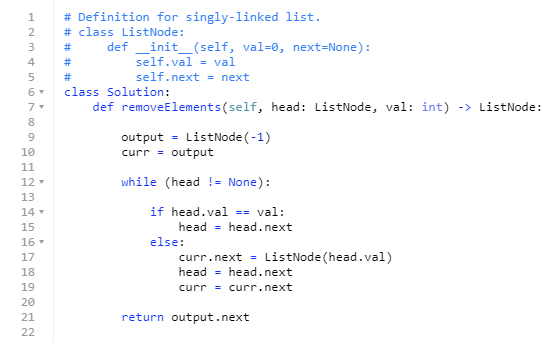 1 # Definition for singly-linked list.
2 # class ListNode:
3 #     def __init__(self, val=0, next=None):
4 #         self.val = val
5 #         self.next = next
6 class Solution:
7     def removeElements(self, head: ListNode, val: int) -> ListNode:
8
9         output = ListNode(-1)
10         curr = output
11
12         while (head != None):
13
14             if head.val == val:
15                 head = head.next
16             else:
17                 curr.next = ListNode(head.val)
18                 head = head.next
19                 curr = curr.next
20
21         return output.next
22